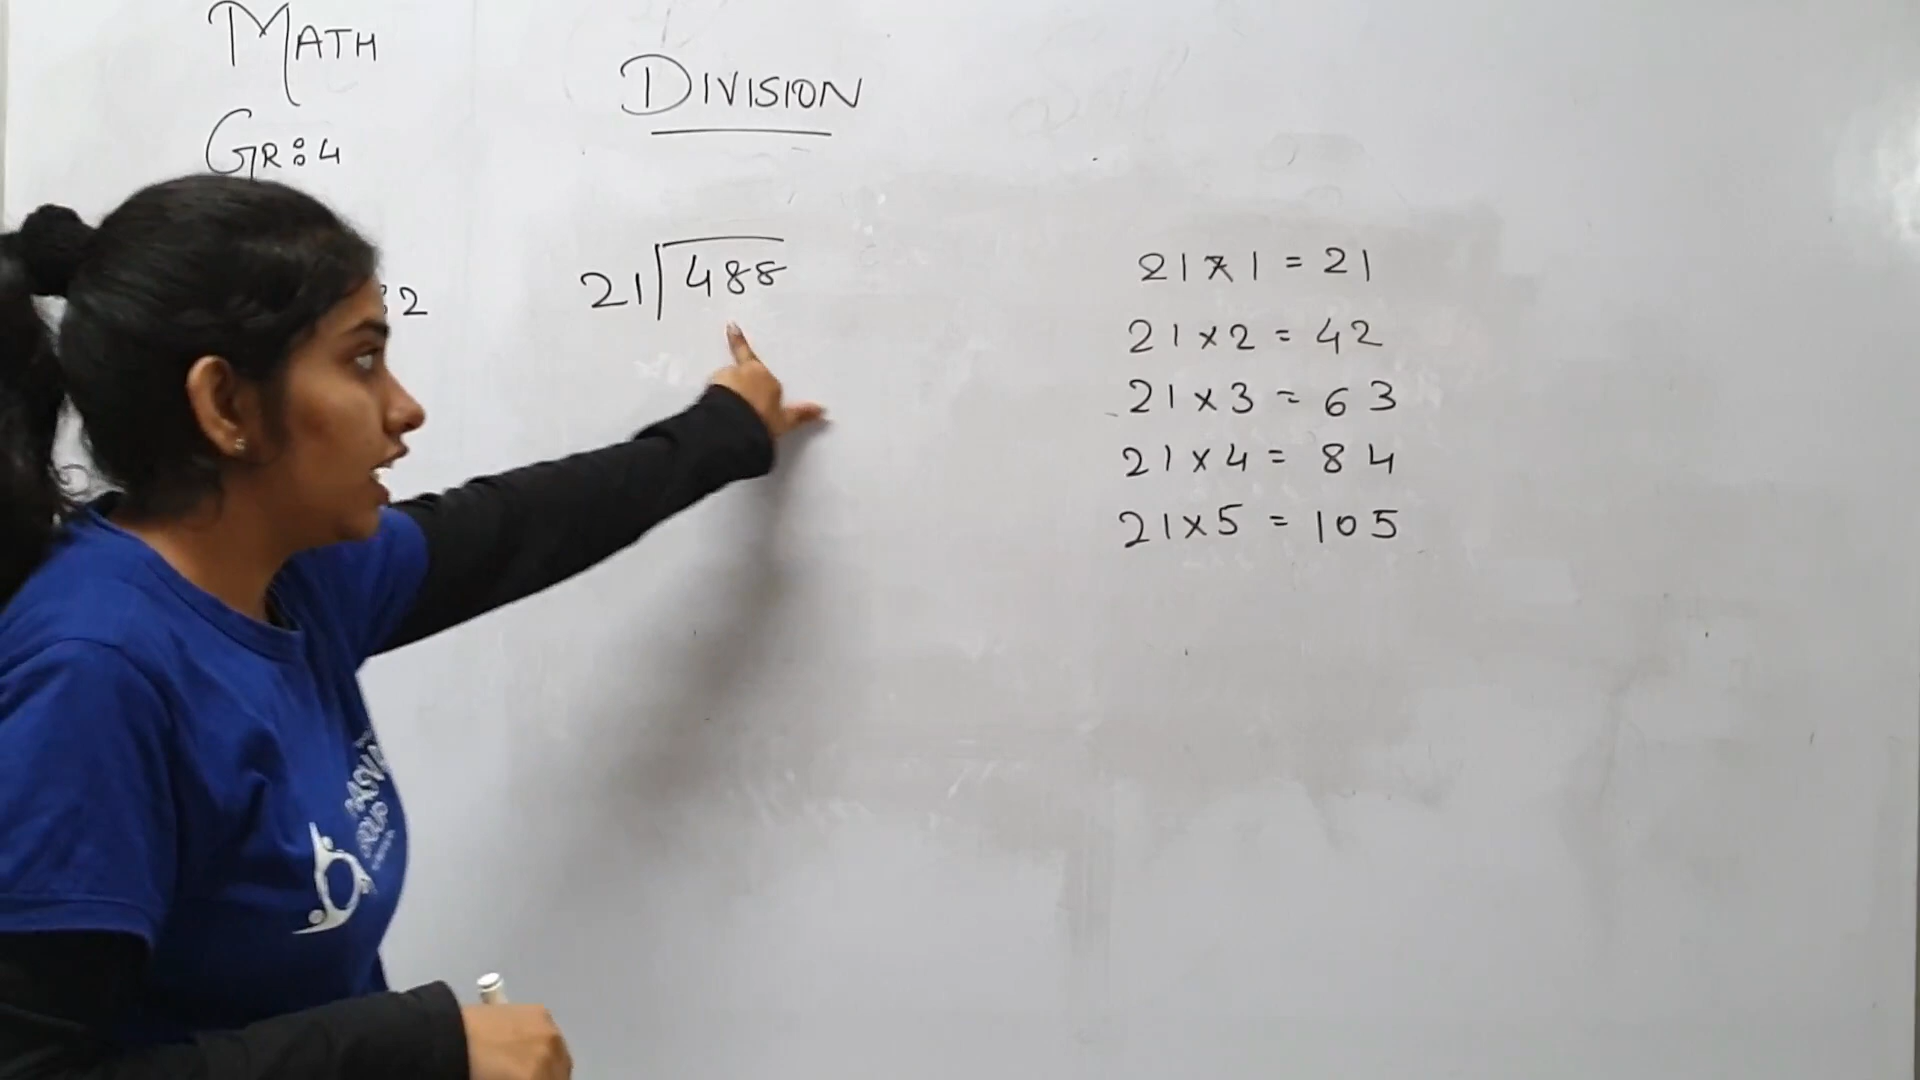 MATH
GR:4
:2
DIVISION
21)488
21 x 1 = 21
21 x 2 = 42
21 x 3 = 63
21 x 4 = 84
21 x 5 = 105